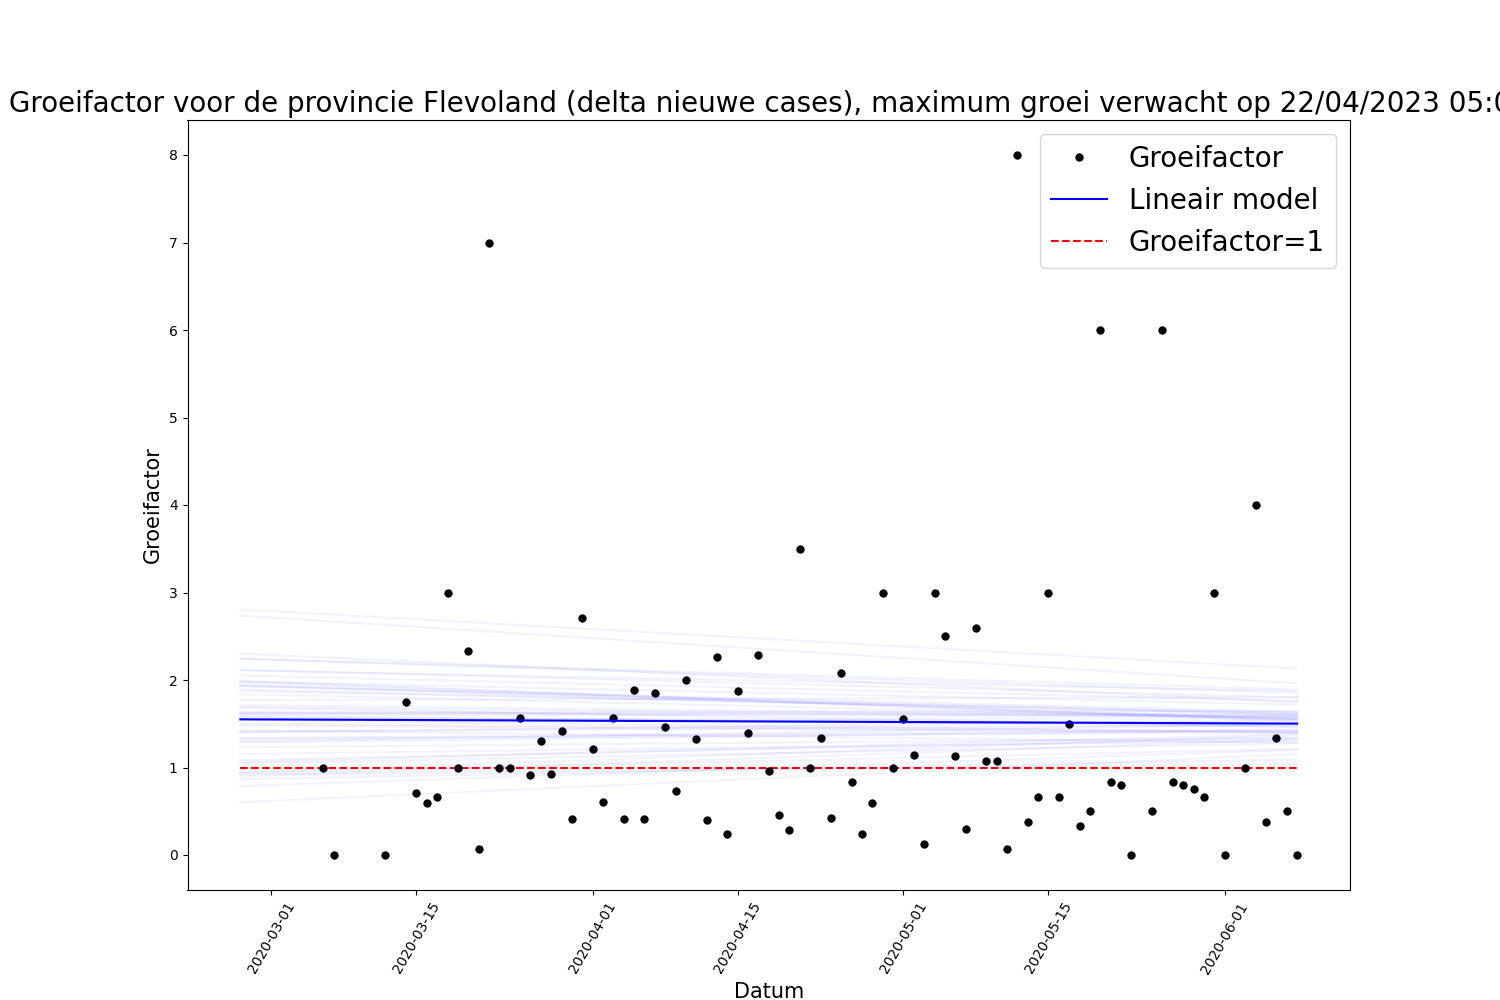 Groeifactor voor de provincie Flevoland (delta nieuwe cases), maximum groei verwacht op 22/04/2023 05:0
Groeifactor
Lineair model
Groeifactor=1
8
7
6
5
4
3
2
1
0
Groeifactor
2020-03-01
2020-03-15
2020-04-01
2020-04-15
2020-05-01
2020-05-15
2020-06-01
Datum